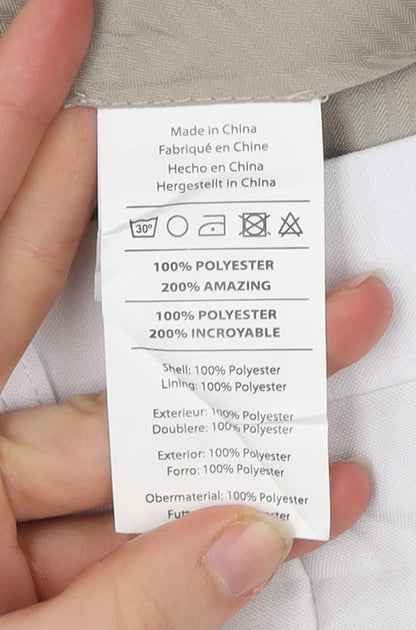 Made in China
Fabriqué en Chine
Hecho en China
Hergestellt in China
30°
100% POLYESTER
200% AMAZING
100% POLYESTER
200% INCROYABLE
Shell: 100% Polyester
Lining: 100% Polyester
Exterieur: 100% Polyester
Doublere: 100% Polyester
Exterior: 100% Polyester
Forro: 100% Polyester
Obermaterial: 100% Polyester